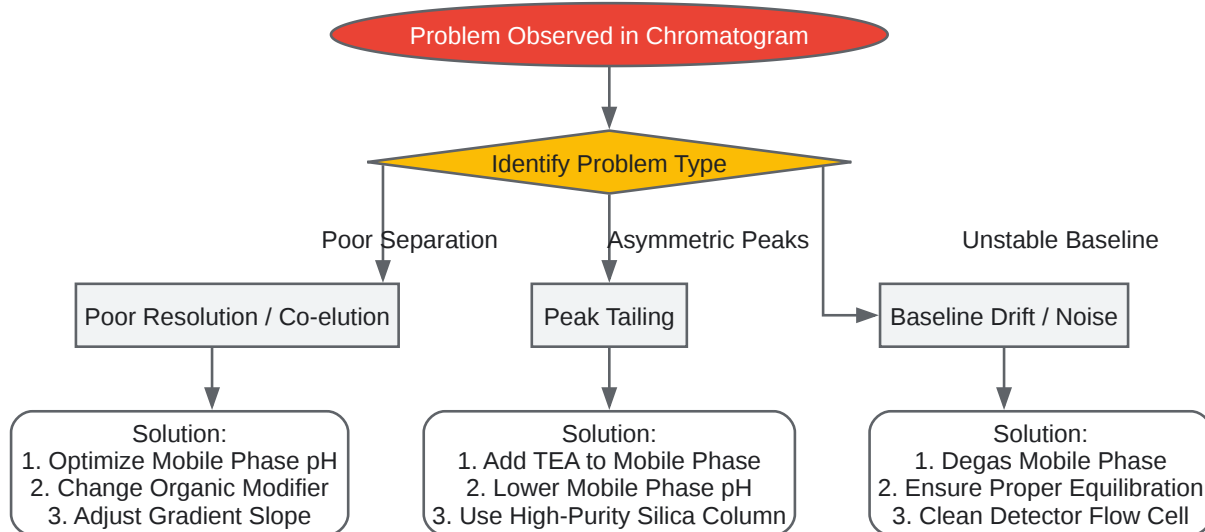 Problem Observed in Chromatogram
Identify Problem Type
Poor Separation
Asymmetric Peaks
Unstable Baseline
Poor Resolution / Co-elution
Peak Tailing
Baseline Drift / Noise
Solution:
1. Optimize Mobile Phase pH
2. Change Organic Modifier
3. Adjust Gradient Slope
Solution:
1. Add TEA to Mobile Phase
2. Lower Mobile Phase pH
3. Use High-Purity Silica Column
Solution:
1. Degas Mobile Phase
2. Ensure Proper Equilibration
3. Clean Detector Flow Cell